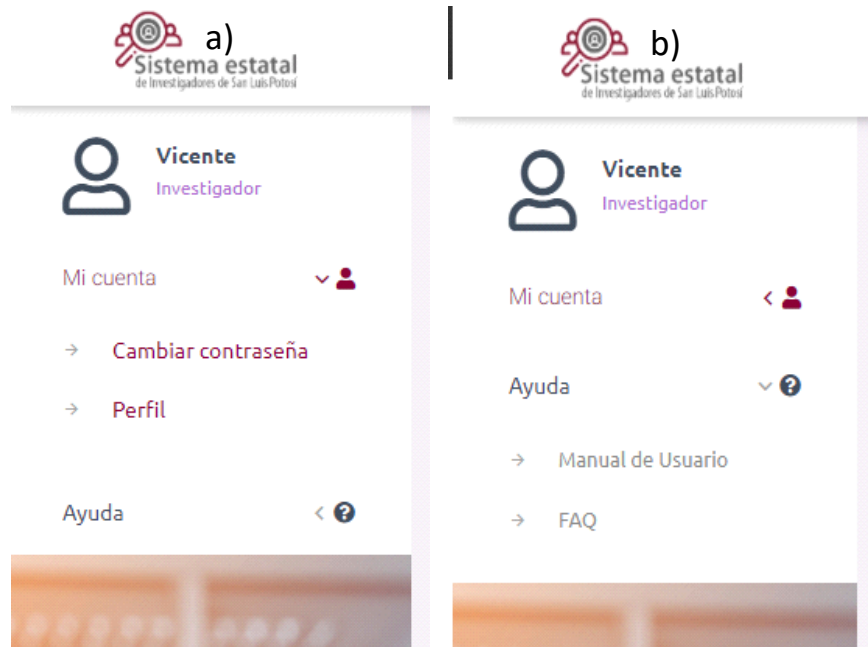 a)
Sistema estatal
de Investigadores de San Luis Potosí
Vicente
Investigador
Mi cuenta
Cambiar contraseña
Perfil
Ayuda
b)
Sistema estatal
de Investigadores de San Luis Potosí
Vicente
Investigador
Mi cuenta
Ayuda
Manual de Usuario
FAQ